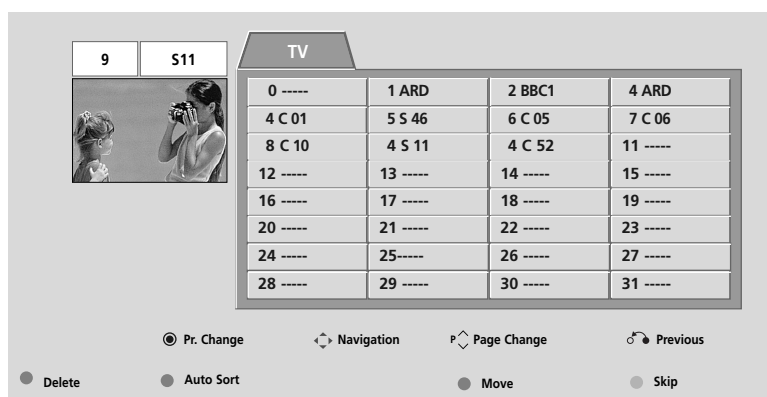 9 S11 TV
0 ----- 1 ARD 2 BBC1 4 ARD
4 C 01 5 S 46 6 C 05 7 C 06
8 C 10 4 S 11 4 C 52 11 -----
12 ----- 13 ----- 14 ----- 15 -----
16 ----- 17 ----- 18 ----- 19 -----
20 ----- 21 ----- 22 ----- 23 -----
24 ----- 25----- 26 ----- 27 -----
28 ----- 29 ----- 30 ----- 31 -----
Pr. Change Navigation P Page Change Previous
Delete Auto Sort Move Skip